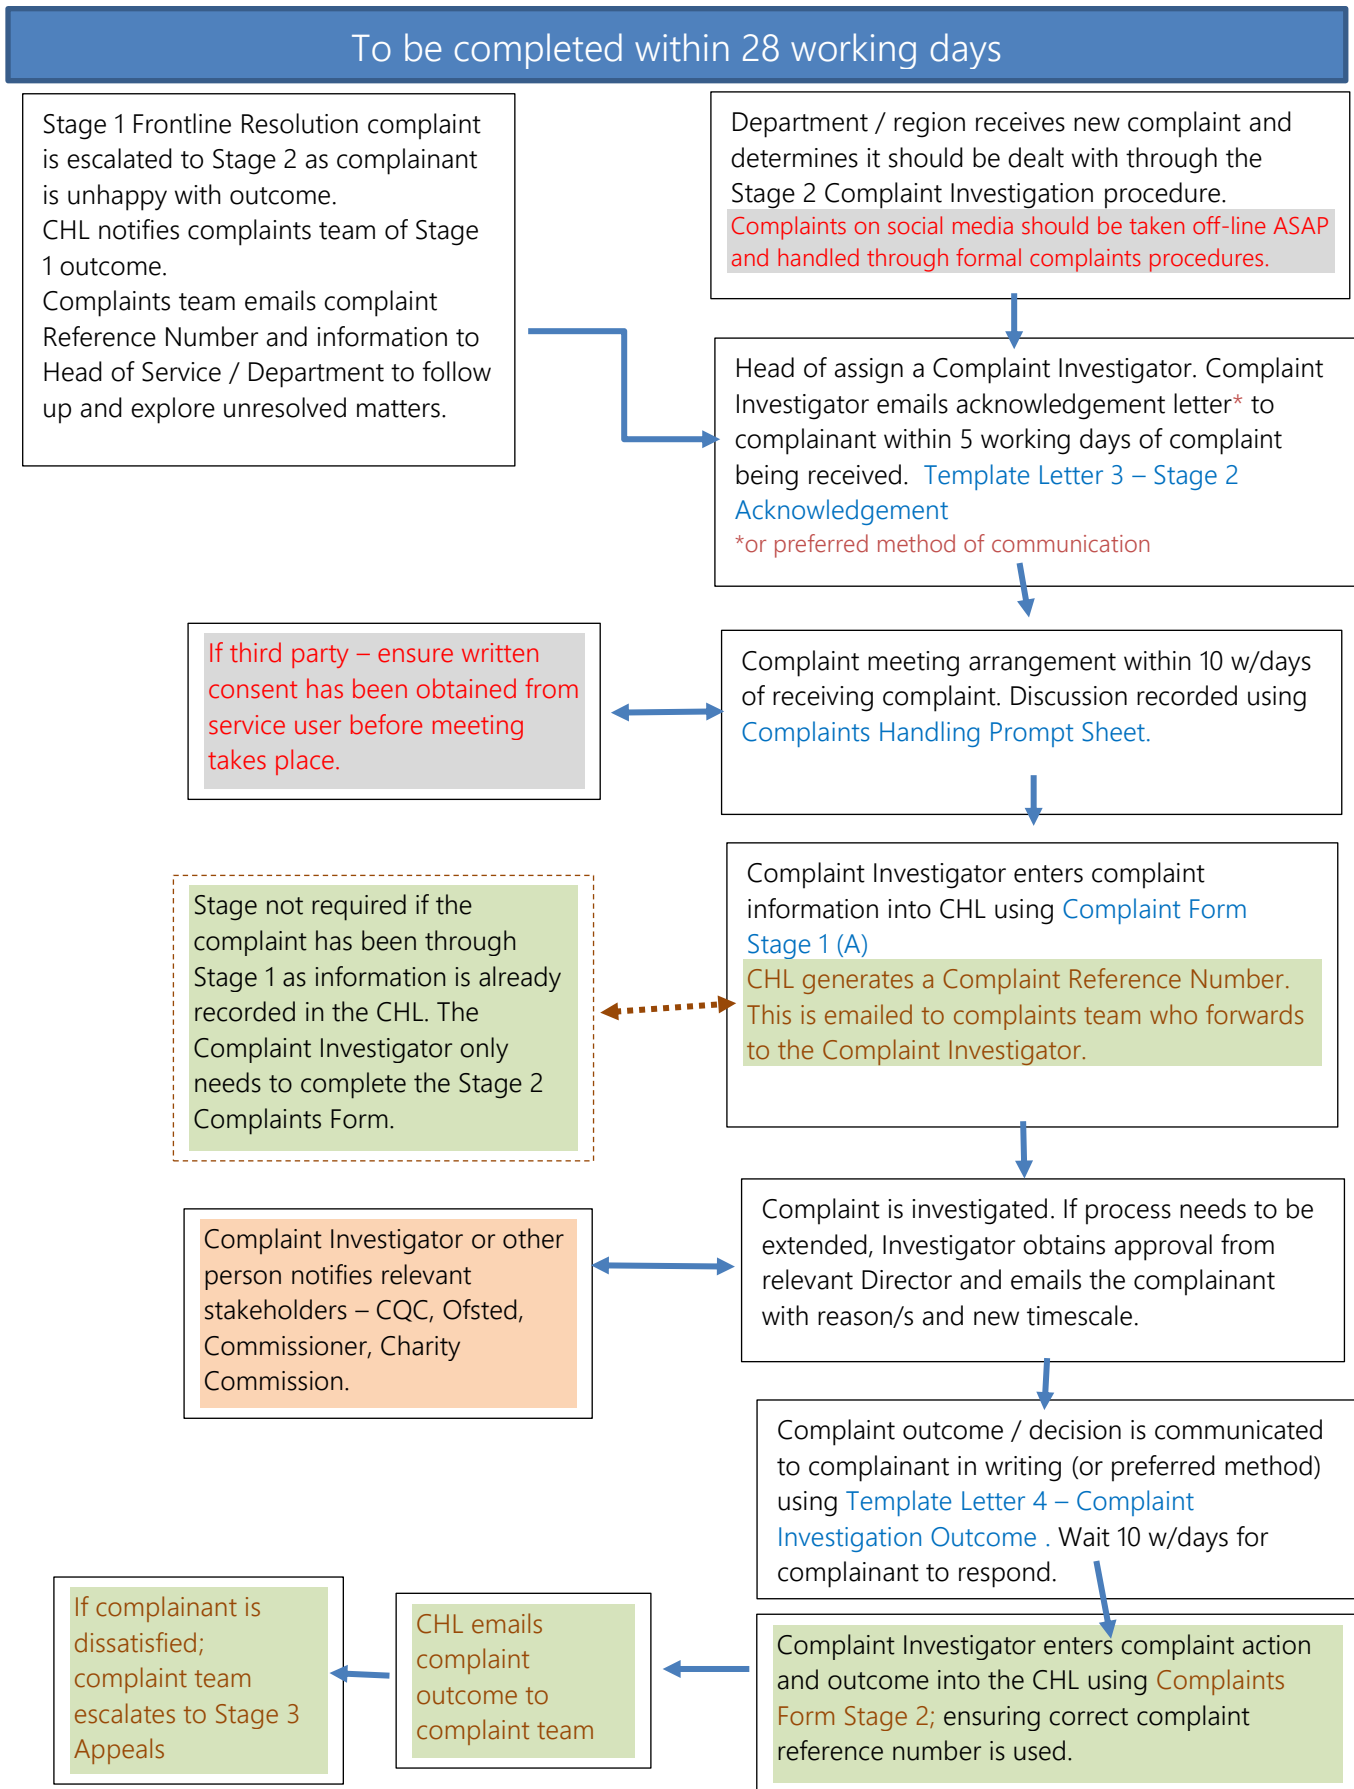 To be completed within 28 working days
Stage 1 Frontline Resolution complaint
is escalated to Stage 2 as complainant
is unhappy with outcome.
CHL notifies complaints team of Stage
1 outcome.
Complaints team emails complaint
Reference Number and information to
Head of Service / Department to follow
up and explore unresolved matters.
Department / region receives new complaint and
determines it should be dealt with through the
Stage 2 Complaint Investigation procedure.
Complaints on social media should be taken off-line ASAP
and handled through formal complaints procedures.
Head of assign a Complaint Investigator. Complaint
Investigator emails acknowledgement letter* to
complainant within 5 working days of complaint
being received. Template Letter 3 – Stage 2
Acknowledgement
*or preferred method of communication
If third party – ensure written
consent has been obtained from
service user before meeting
takes place.
Complaint meeting arrangement within 10 w/days
of receiving complaint. Discussion recorded using
Complaints Handling Prompt Sheet.
Stage not required if the
complaint has been through
Stage 1 as information is already
recorded in the CHL. The
Complaint Investigator only
needs to complete the Stage 2
Complaints Form.
Complaint Investigator enters complaint
information into CHL using Complaint Form
Stage 1 (A)
CHL generates a Complaint Reference Number.
This is emailed to complaints team who forwards
to the Complaint Investigator.
Complaint Investigator or other
person notifies relevant
stakeholders – CQC, Ofsted,
Commissioner, Charity
Commission.
Complaint is investigated. If process needs to be
extended, Investigator obtains approval from
relevant Director and emails the complainant
with reason/s and new timescale.
Complaint outcome / decision is communicated
to complainant in writing (or preferred method)
using Template Letter 4 – Complaint
Investigation Outcome . Wait 10 w/days for
complainant to respond.
Complaint Investigator enters complaint action
and outcome into the CHL using Complaints
Form Stage 2; ensuring correct complaint
reference number is used.
CHL emails
complaint
outcome to
complaint team
If complainant is
dissatisfied;
complaint team
escalates to Stage 3
Appeals